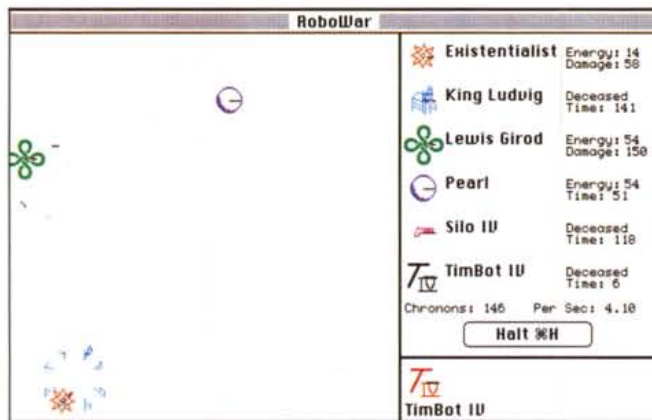 RoboWar
Existentialist Energy: 14
Damage: 58
King Ludvig Deceased
Time: 141
Lewis Girod Energy: 54
Damage: 150
Pearl Energy: 54
Time: 51
Silo IV Deceased
Time: 118
TIV TimBot IV Deceased
Time: 6
Chronons: 146 Per Sec: 4.10
Halt ⌘H
TIV
TimBot IV